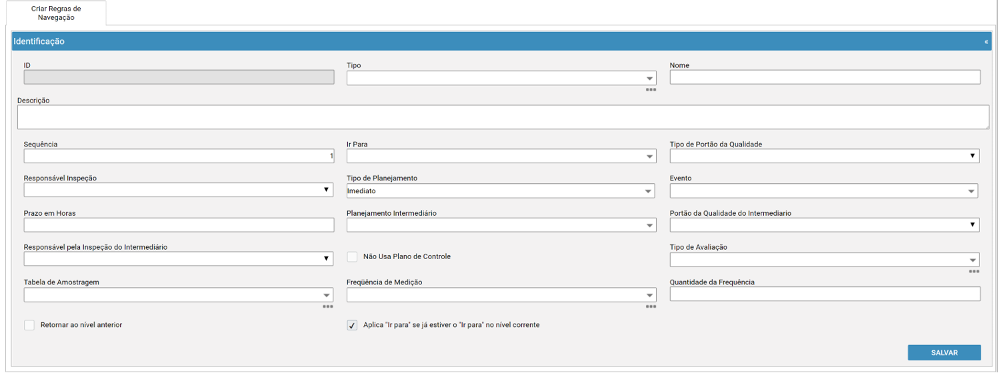 Criar Regras de
Navegação
Identificação «
ID Tipo Nome
Descrição
Sequência Ir Para Tipo de Portão da Qualidade
1
Responsável Inspeção Tipo de Planejamento Evento
Imediato
Prazo em Horas Planejamento Intermediário Portão da Qualidade do Intermediario
Responsável pela Inspeção do Intermediário Não Usa Plano de Controle Tipo de Avaliação
Tabela de Amostragem Freqüência de Medição Quantidade da Frequência
Retornar ao nível anterior Aplica "Ir para" se já estiver o "Ir para" no nível corrente
SALVAR